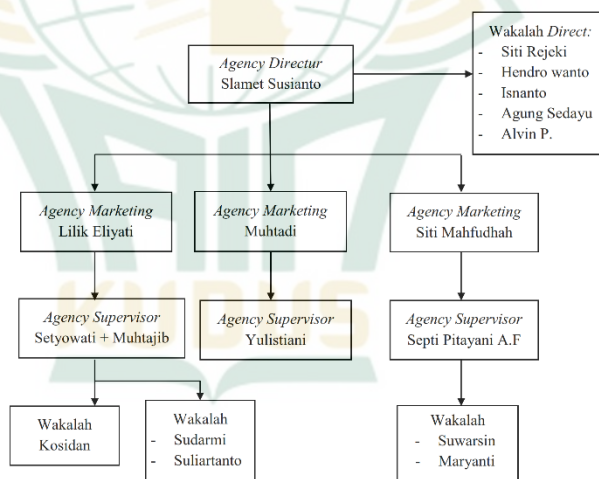 Wakalah Direct:
- Siti Rejeki
- Hendro wanto
- Isnanto
- Agung Sedayu
- Alvin P.
Agency Directur
Slamet Susianto
Agency Marketing
Lilik Eliyati
Agency Marketing
Muhtadi
Agency Marketing
Siti Mahfudhah
Agency Supervisor
Setyowati + Muhtajib
Agency Supervisor
Yulistiani
Agency Supervisor
Septi Pitayani A.F
Wakalah
Kosidan
Wakalah
- Sudarmi
- Suliartanto
Wakalah
- Suwarsin
- Maryanti
KUDUS